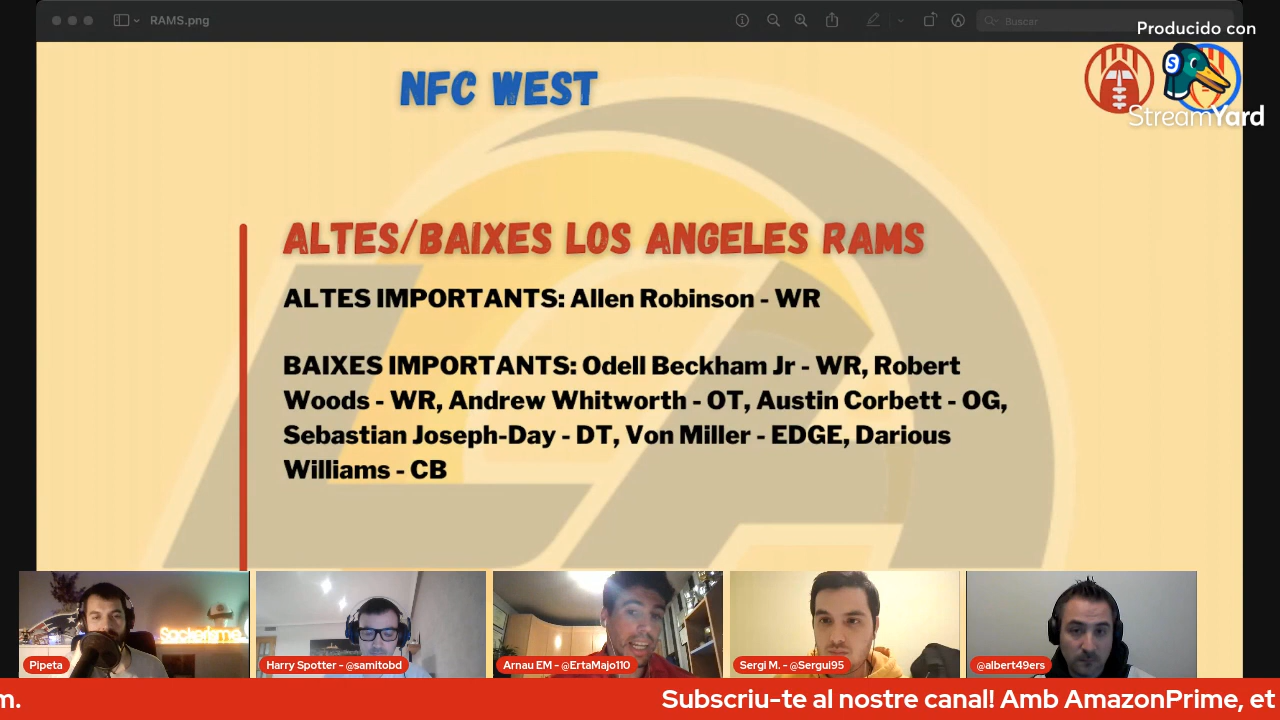 RAMS.png
Buscar
Producido con
StreamYard
S
NFC WEST
ALTES/BAIXES LOS ANGELES RAMS
ALTES IMPORTANTS: Allen Robinson - WR
BAIXES IMPORTANTS: Odell Beckham Jr - WR, Robert
Woods - WR, Andrew Whitworth - OT, Austin Corbett - OG,
Sebastian Joseph-Day - DT, Von Miller - EDGE, Darious
Williams - CB
Pipeta
Harry Spotter - @samitobd
Arnau EM - @ErtaMajo110
Sergi M. - @Sergui95
@albert49ers
m.
Subscriu-te al nostre canal! Amb AmazonPrime, et